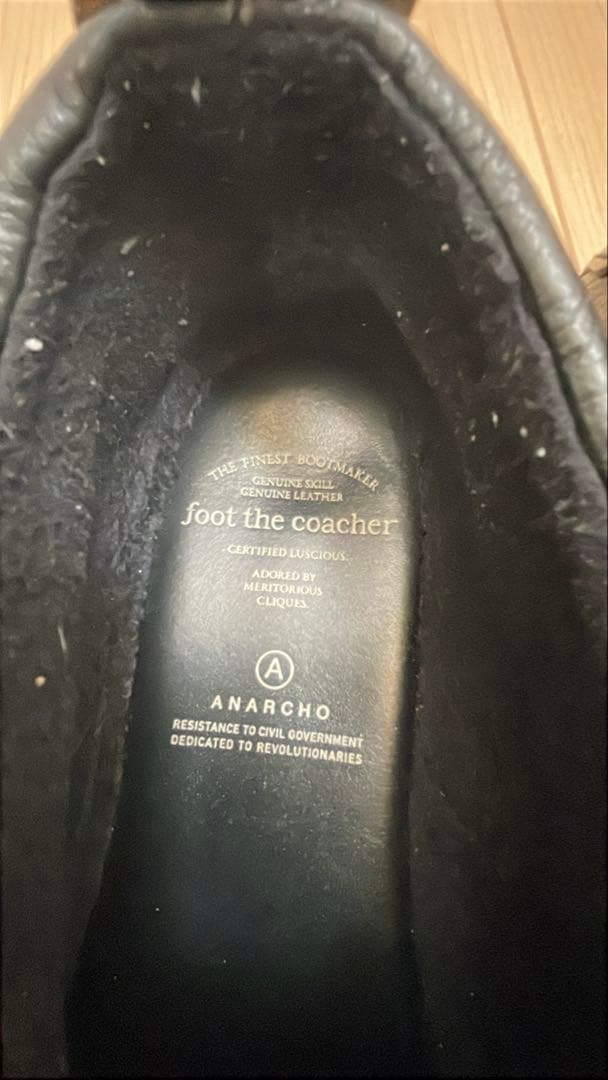 THE FINEST BOOTMAKER
GENUINE SKILL
GENUINE LEATHER
foot the coacher
- CERTIFIED LUSCIOUS. -
ADORED BY
MERITORIOUS
CLIQUES.
A
ANARCHO
RESISTANCE TO CIVIL GOVERNMENT
DEDICATED TO REVOLUTIONARIES